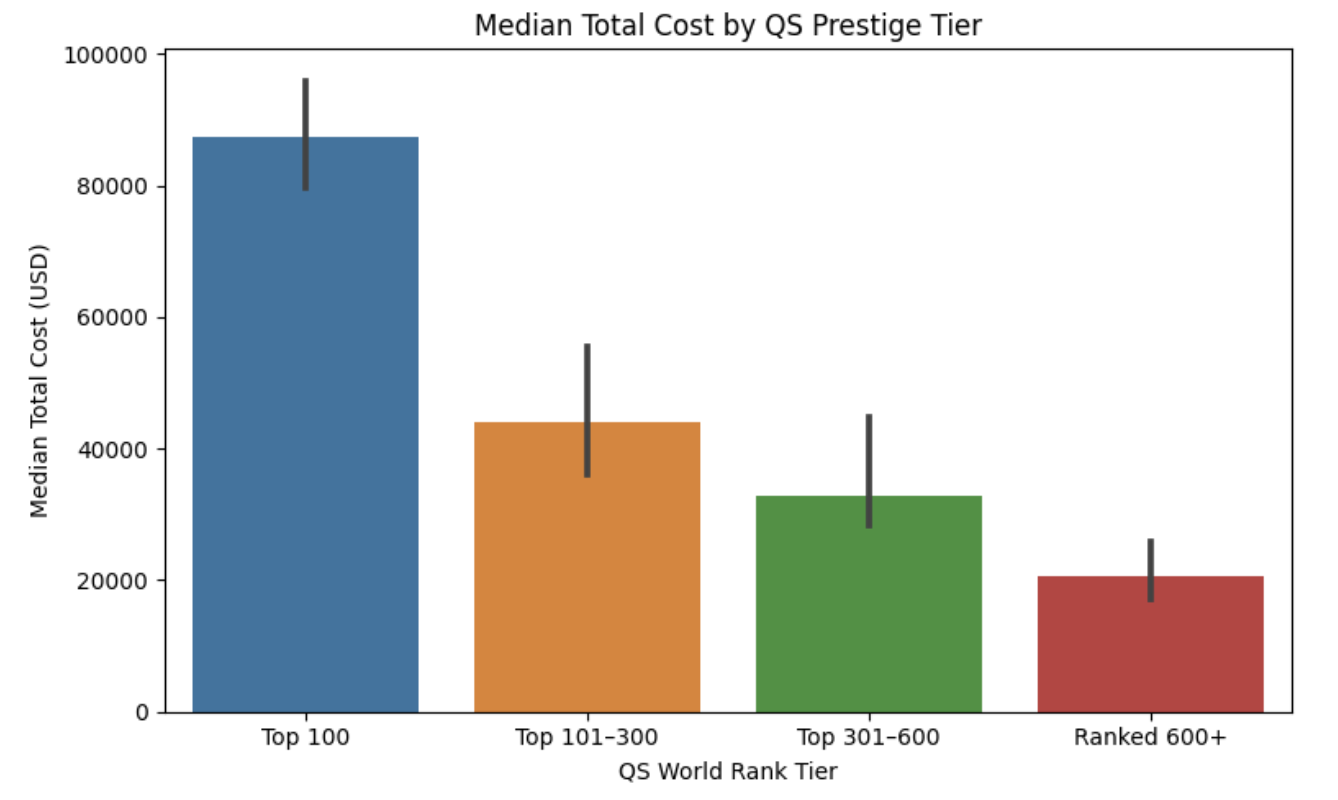 Median Total Cost by QS Prestige Tier
100000
80000
60000
40000
20000
0
Median Total Cost (USD)
Top 100
Top 101–300
Top 301–600
Ranked 600+
QS World Rank Tier